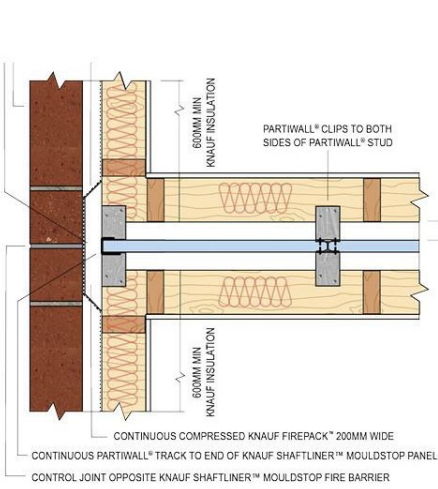 600MM MIN
KNAUF INSULATION
PARTIWALL® CLIPS TO BOTH
SIDES OF PARTIWALL® STUD
600MM MIN
KNAUF INSULATION
CONTINUOUS COMPRESSED KNAUF FIREPACK™ 200MM WIDE
CONTINUOUS PARTIWALL® TRACK TO END OF KNAUF SHAFTLINER™ MOULDSTOP PANEL
CONTROL JOINT OPPOSITE KNAUF SHAFTLINER™ MOULDSTOP FIRE BARRIER